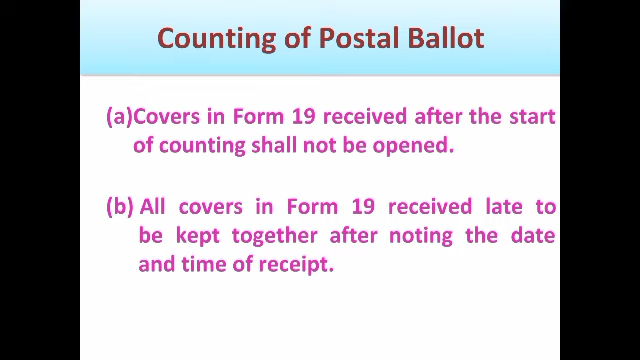 Counting of Postal Ballot
(a)Covers in Form 19 received after the start
of counting shall not be opened.
(b) All covers in Form 19 received late to
be kept together after noting the date
and time of receipt.